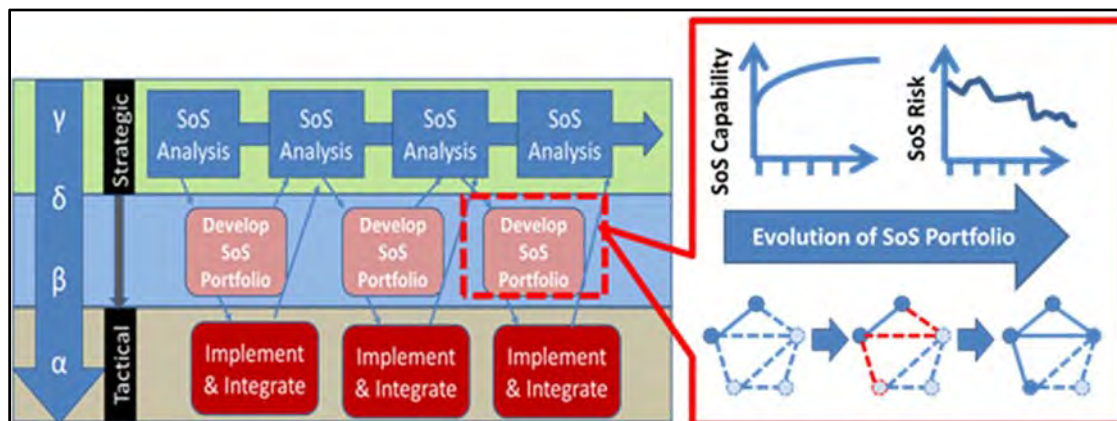 γ
δ
β
α
Strategic
Tactical
SoS
Analysis
SoS
Analysis
SoS
Analysis
SoS
Analysis
Develop
SoS
Portfolio
Develop
SoS
Portfolio
Develop
SoS
Portfolio
Implement
& Integrate
Implement
& Integrate
Implement
& Integrate
SoS Capability
SoS Risk
Evolution of SoS Portfolio